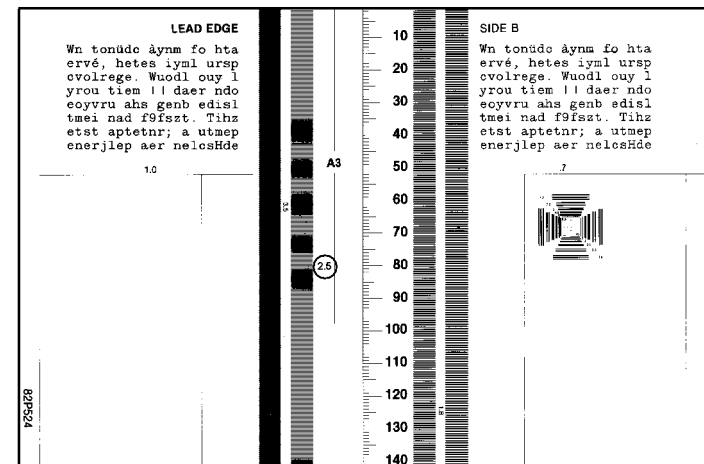 LEAD EDGE
Wn tonüdc àynm fo hta
ervé, hetes iyml ursp
cvolrege. Wuodl ouy l
yrou tiem || daer ndo
eoyvru ahs genb edisl
tmei nad f9fszt. Tihz
etst aptetnr; a utmep
enerjlep aer nelcsHde
1.0
82P524
3.5
A3
2.5
10
20
30
40
50
60
70
80
90
100
110
120
130
140
1.8
SIDE B
Wn tonüdc àynm fo hta
ervé, hetes iyml ursp
cvolrege. Wuodl ouy l
yrou tiem || daer ndo
eoyvru ahs genb edisl
tmei nad f9fszt. Tihz
etst aptetnr; a utmep
enerjlep aer nelcsHde
.7